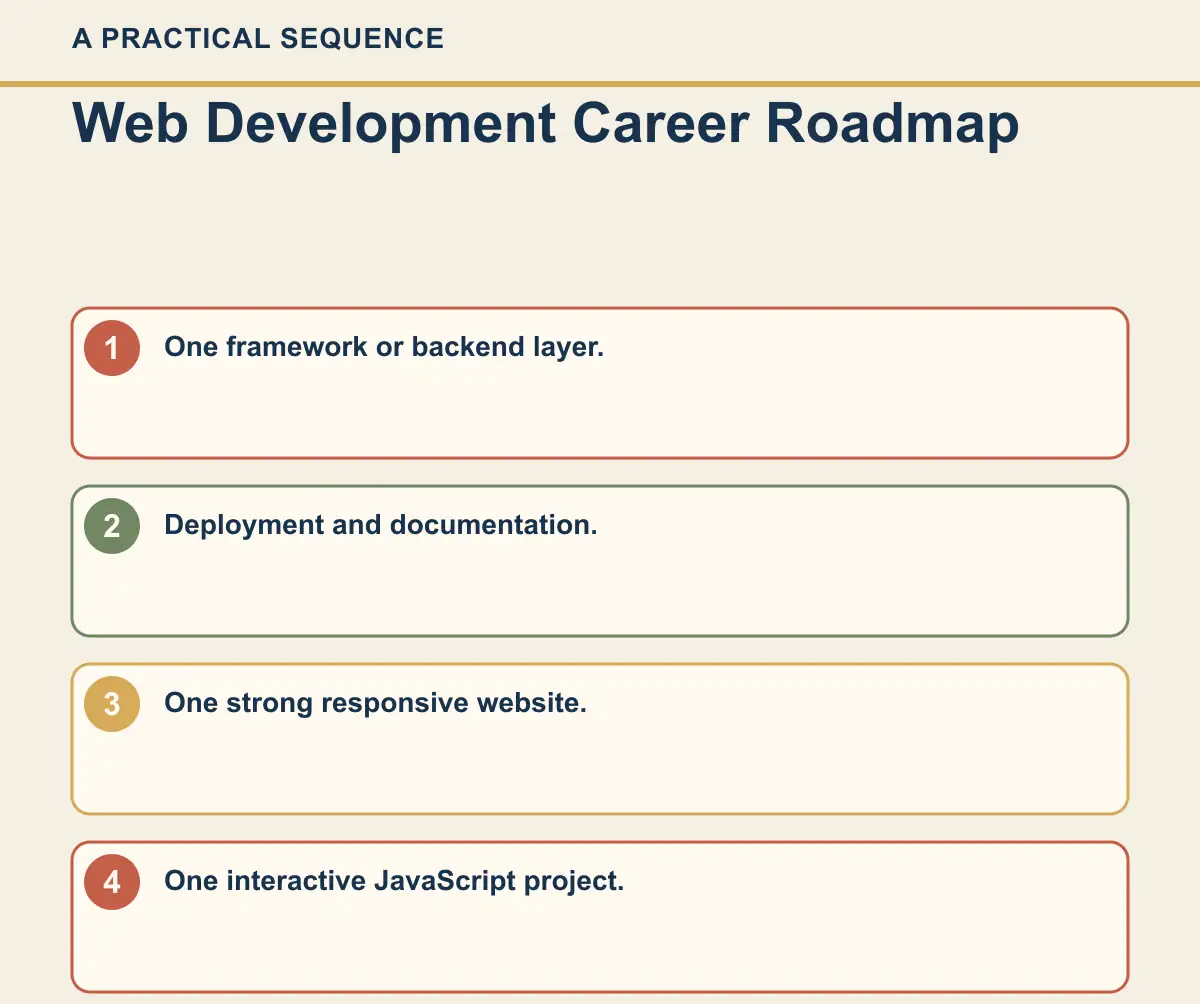 A PRACTICAL SEQUENCE
Web Development Career Roadmap
1 One framework or backend layer.
2 Deployment and documentation.
3 One strong responsive website.
4 One interactive JavaScript project.